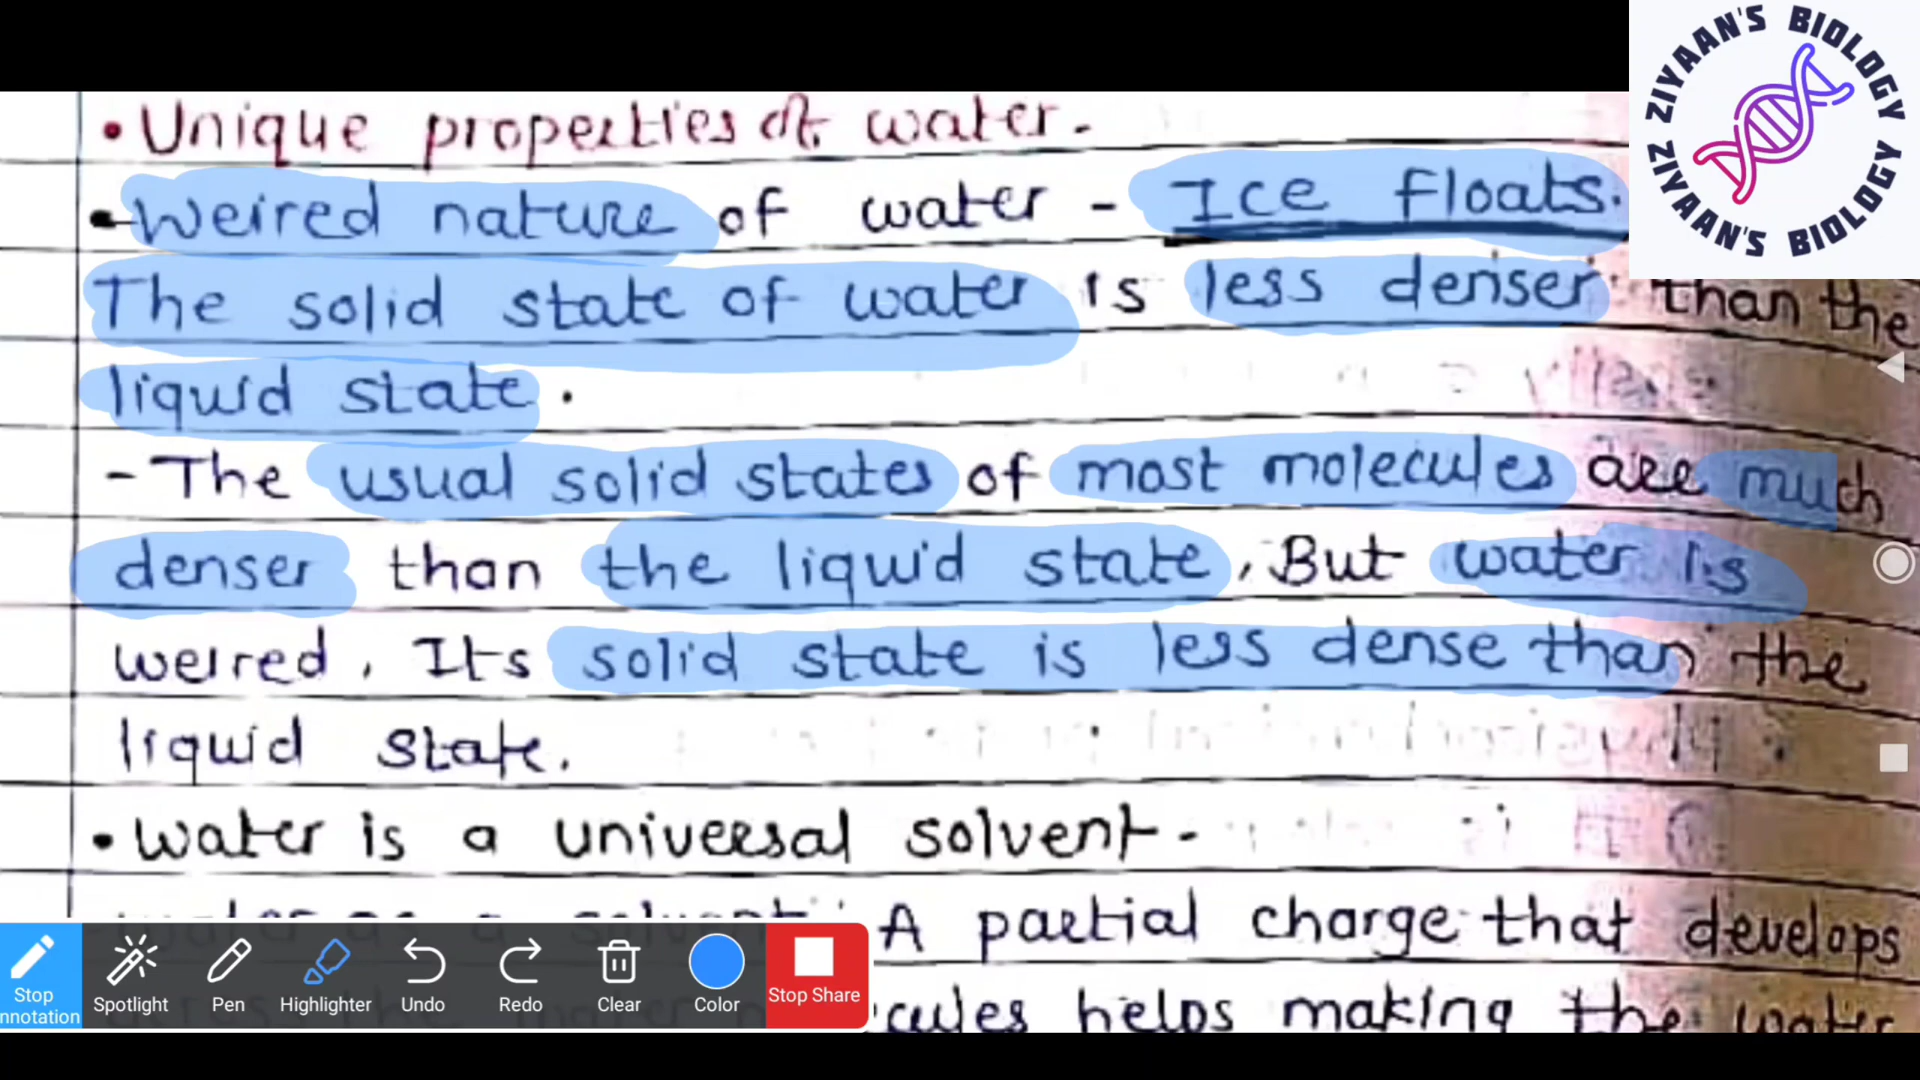 • Unique properties of water.
• Weired nature of water - Ice floats.
The solid state of water is less denser than the
liquid state.
- The usual solid states of most molecules are much
denser than the liquid state, But water is
weired. Its solid state is less dense than the
liquid state.
• Water is a universal solvent -
A partial charge that develops
helps making the water
ZIYAAN'S BIOLOGY
ZIYAAN'S BIOLOGY
Stop Annotation
Spotlight
Pen
Highlighter
Undo
Redo
Clear
Color
Stop Share